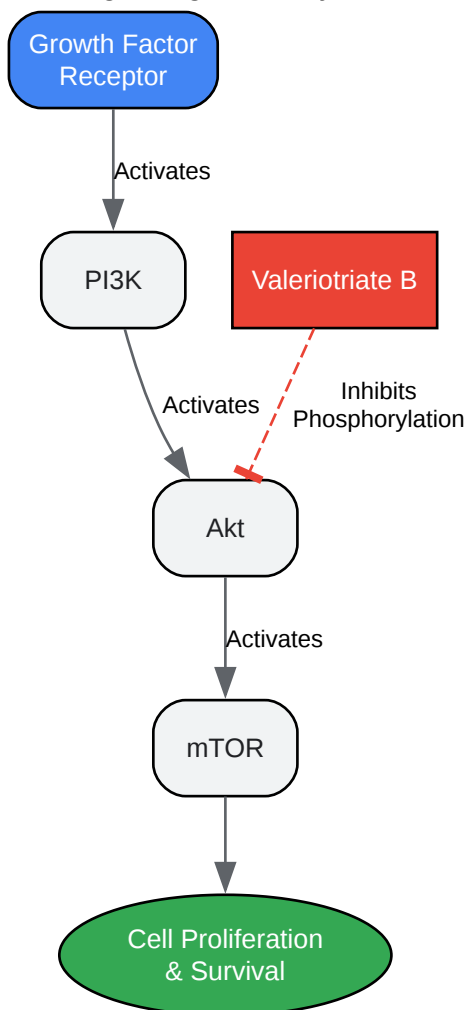 Growth Factor
Receptor
Activates
PI3K
Valeriotriate B
Activates
Inhibits
Phosphorylation
Akt
Activates
mTOR
Cell Proliferation
& Survival